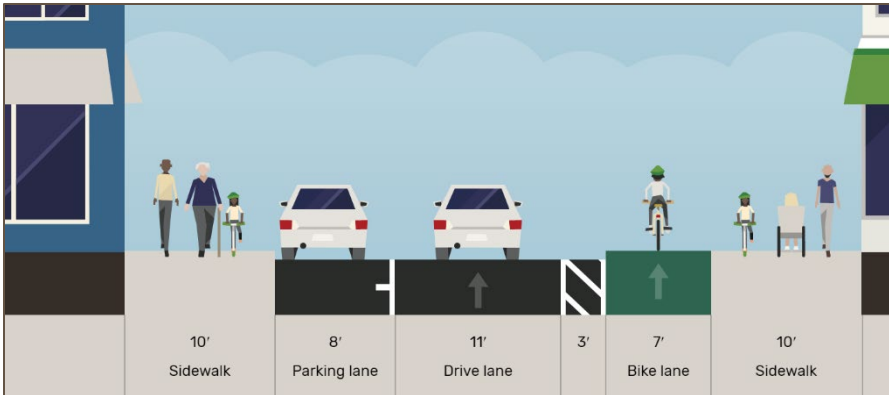 10′
8′
11′
3′
7′
10′
Sidewalk
Parking lane
Drive lane
Bike lane
Sidewalk